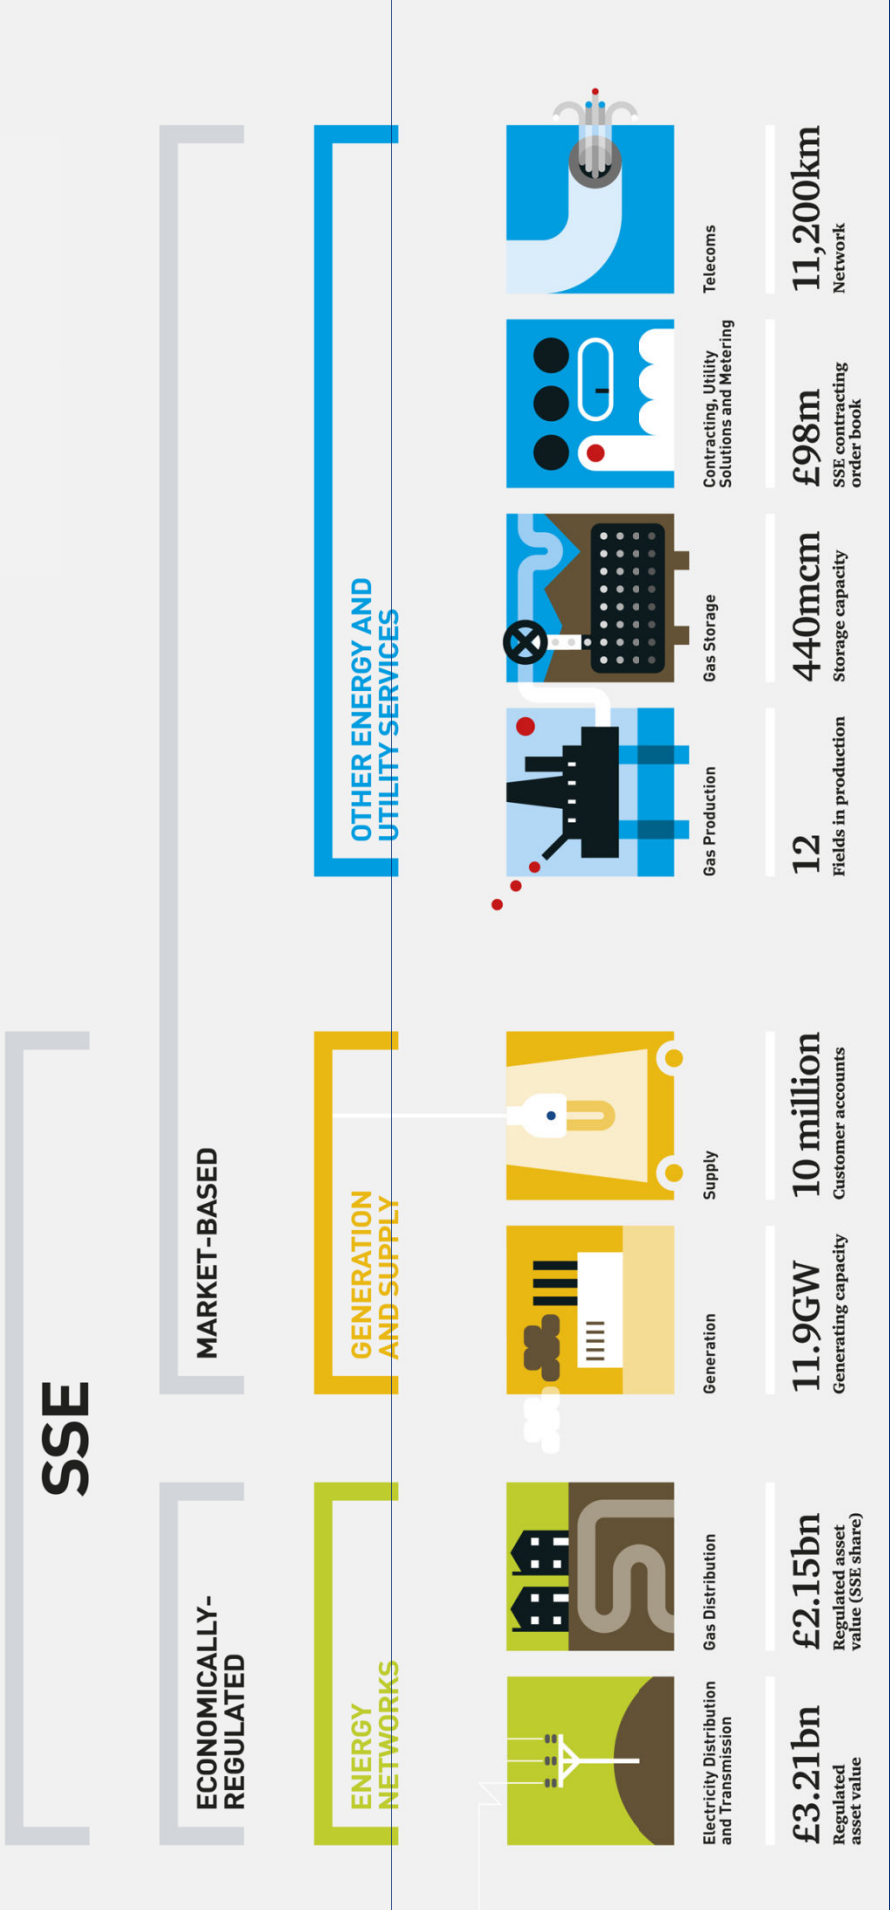 SSE
ECONOMICALLY-
REGULATED
MARKET-BASED
ENERGY
NETWORKS
GENERATION
AND SUPPLY
OTHER ENERGY AND
UTILITY SERVICES
Electricity Distribution
and Transmission
£3.21bn
Regulated
asset value
Gas Distribution
£2.15bn
Regulated asset
value (SSE share)
Generation
11.9GW
Generating capacity
Supply
10 million
Customer accounts
Gas Production
12
Fields in production
Gas Storage
440mcm
Storage capacity
Contracting, Utility
Solutions and Metering
£98m
SSE contracting
order book
Telecoms
11,200km
Network